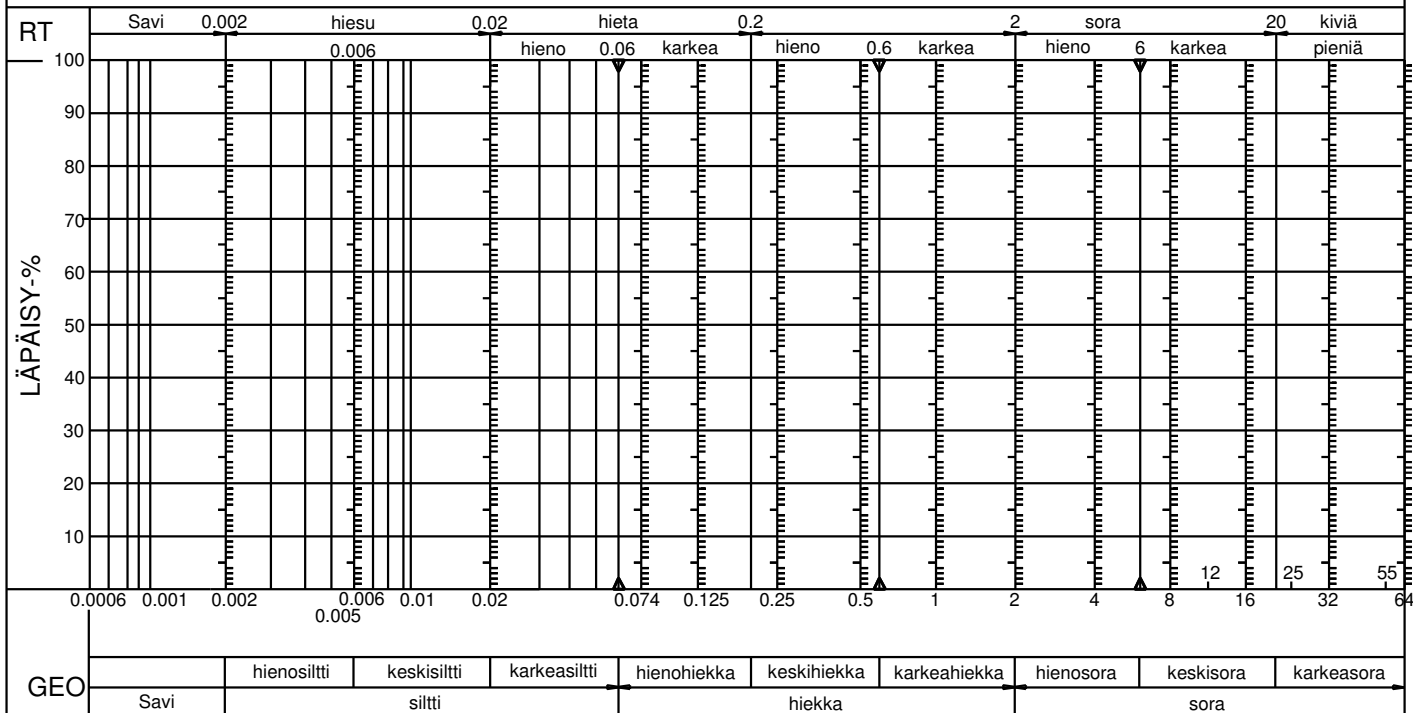 RT Savi 0.002 hiesu 0.02 hieta 0.2 2 sora 20 kiviä
0.006 hieno 0.06 karkea hieno 0.6 karkea hieno 6 karkea pieniä
100
90
80
70
60
50
40
30
20
10
LÄPÄISY-%
12 25 55
0.0006 0.001 0.002 0.006 0.01 0.02 0.074 0.125 0.25 0.5 1 2 4 8 16 32 64
0.005
GEO
hienosiltti keskisiltti karkeasiltti hienohiekka keskihiekka karkeahiekka hienosora keskisora karkeasora
Savi siltti hiekka sora